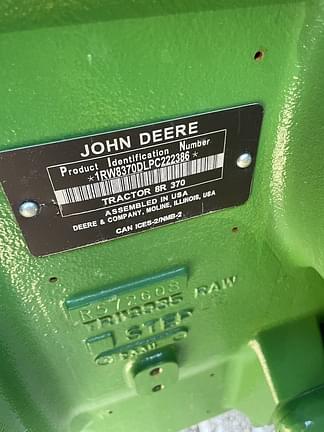 JOHN DEERE
Product Identification Number
*1RW8370DLPC222386*
TRACTOR 8R 370
ASSEMBLED IN USA
DEERE & COMPANY, MOLINE, ILLINOIS, USA
CAN ICES-2/NMB-2
RAW
STEP